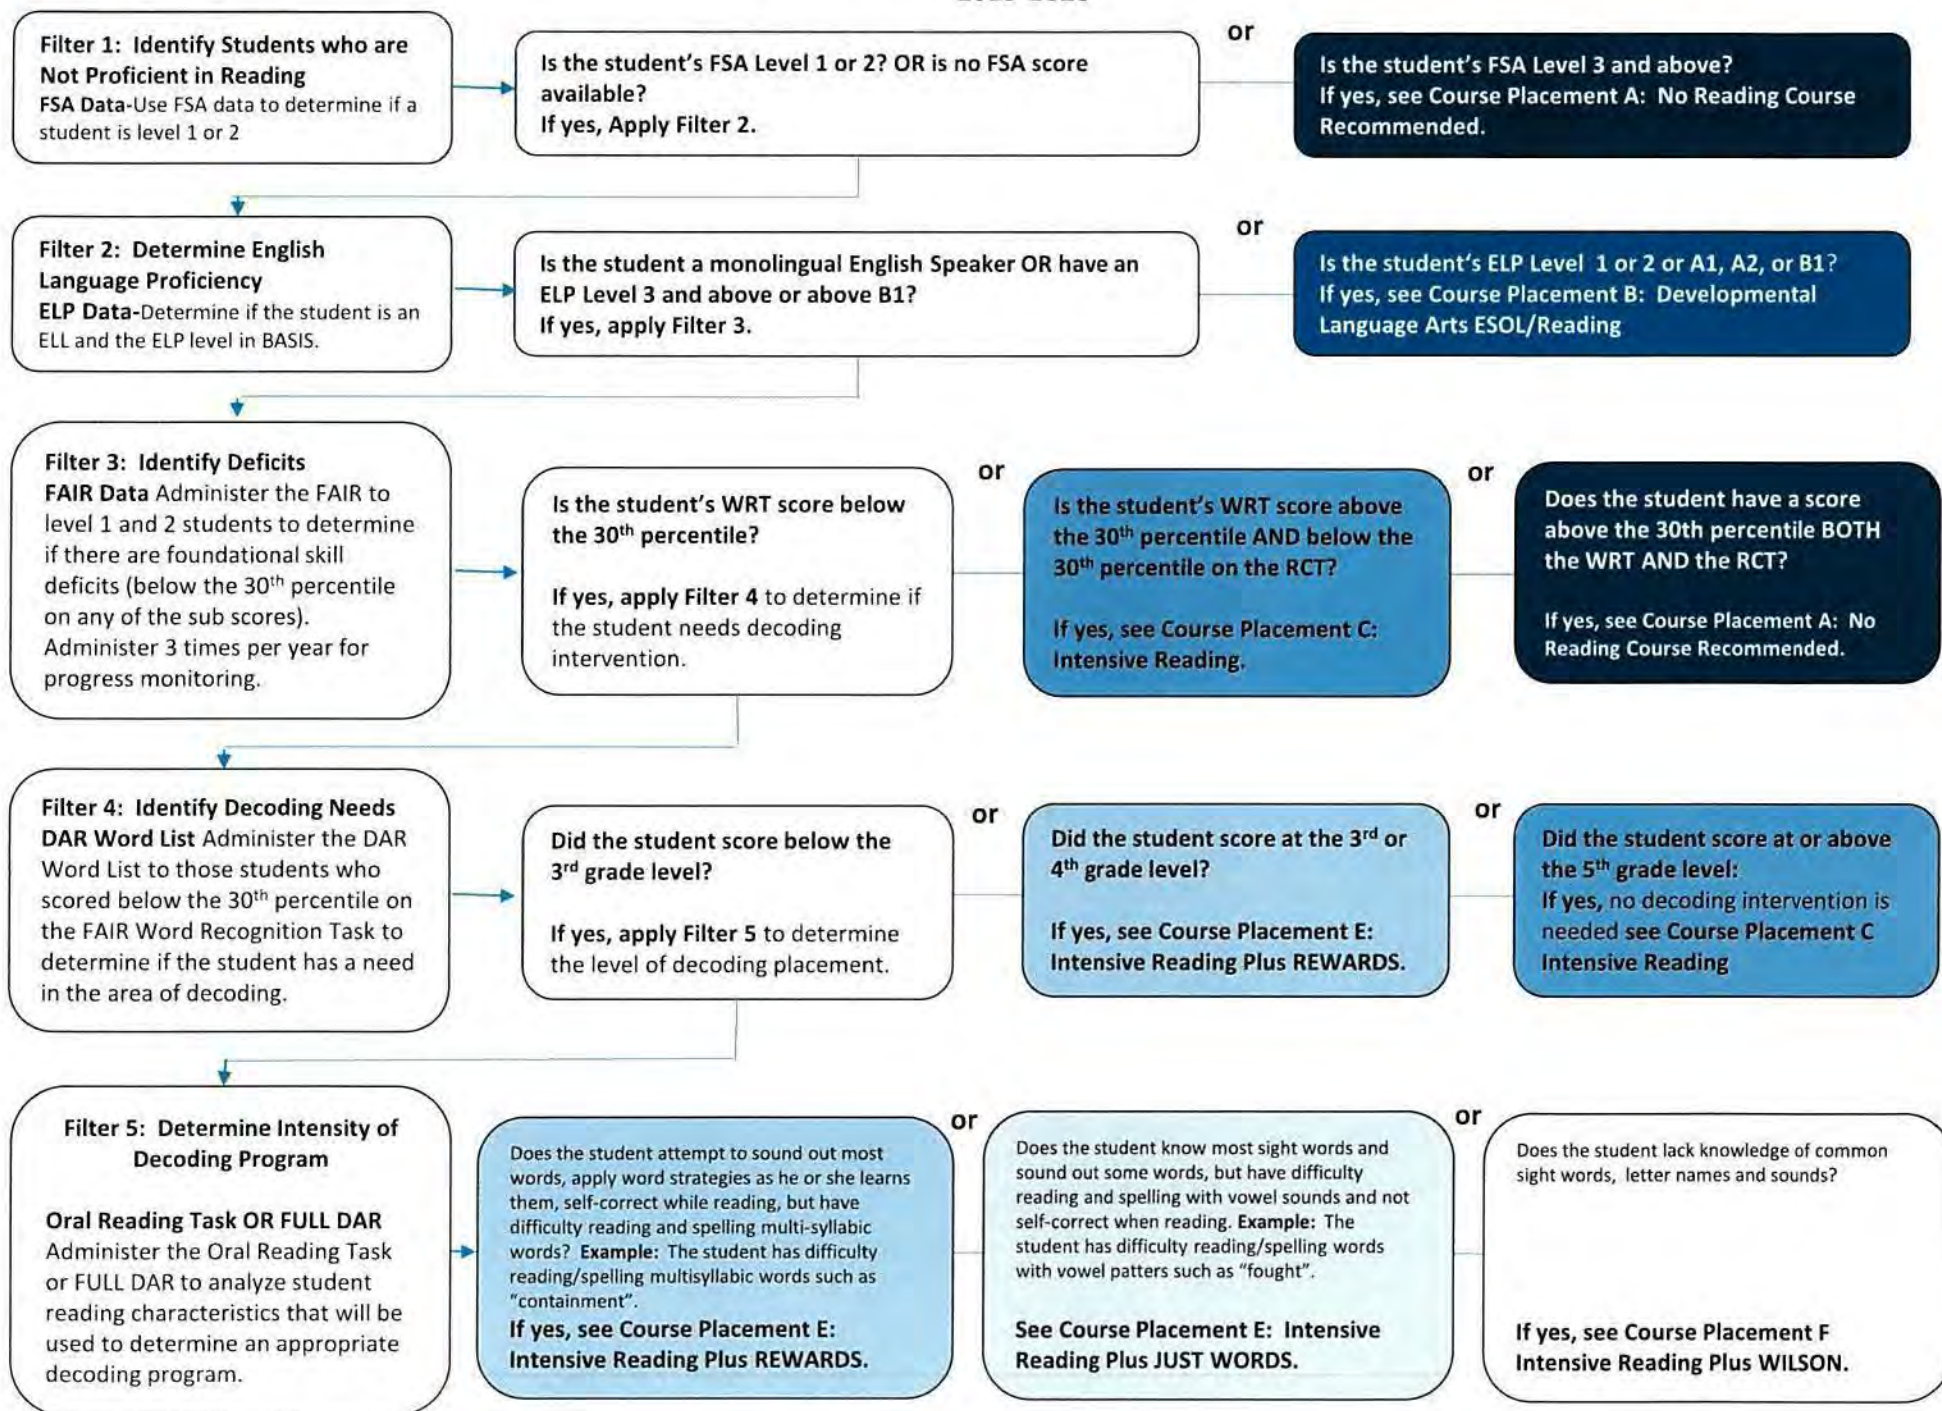 Filter 1: Identify Students who are
Not Proficient in Reading
FSA Data-Use FSA data to determine if a
student is level 1 or 2
Is the student's FSA Level 1 or 2? OR is no FSA score
available?
If yes, Apply Filter 2.
or
Is the student's FSA Level 3 and above?
If yes, see Course Placement A: No Reading Course
Recommended.
Filter 2: Determine English
Language Proficiency
ELP Data-Determine if the student is an
ELL and the ELP level in BASIS.
Is the student a monolingual English Speaker OR have an
ELP Level 3 and above or above B1?
If yes, apply Filter 3.
or
Is the student's ELP Level 1 or 2 or A1, A2, or B1?
If yes, see Course Placement B: Developmental
Language Arts ESOL/Reading
Filter 3: Identify Deficits
FAIR Data Administer the FAIR to
level 1 and 2 students to determine
if there are foundational skill
deficits (below the 30th percentile
on any of the sub scores).
Administer 3 times per year for
progress monitoring.
Is the student's WRT score below
the 30th percentile?
If yes, apply Filter 4 to determine if
the student needs decoding
intervention.
or
Is the student's WRT score above
the 30th percentile AND below the
30th percentile on the RCT?
If yes, see Course Placement C:
Intensive Reading.
or
Does the student have a score
above the 30th percentile BOTH
the WRT AND the RCT?
If yes, see Course Placement A: No
Reading Course Recommended.
Filter 4: Identify Decoding Needs
DAR Word List Administer the DAR
Word List to those students who
scored below the 30th percentile on
the FAIR Word Recognition Task to
determine if the student has a need
in the area of decoding.
Did the student score below the
3rd grade level?
If yes, apply Filter 5 to determine
the level of decoding placement.
or
Did the student score at the 3rd or
4th grade level?
If yes, see Course Placement E:
Intensive Reading Plus REWARDS.
or
Did the student score at or above
the 5th grade level:
If yes, no decoding intervention is
needed see Course Placement C
Intensive Reading
Filter 5: Determine Intensity of
Decoding Program
Oral Reading Task OR FULL DAR
Administer the Oral Reading Task
or FULL DAR to analyze student
reading characteristics that will be
used to determine an appropriate
decoding program.
Does the student attempt to sound out most
words, apply word strategies as he or she learns
them, self-correct while reading, but have
difficulty reading and spelling multi-syllabic
words? Example: The student has difficulty
reading/spelling multisyllabic words such as
"containment".
If yes, see Course Placement E:
Intensive Reading Plus REWARDS.
or
Does the student know most sight words and
sound out some words, but have difficulty
reading and spelling with vowel sounds and not
self-correct when reading. Example: The
student has difficulty reading/spelling words
with vowel patters such as "fought".
See Course Placement E: Intensive
Reading Plus JUST WORDS.
or
Does the student lack knowledge of common
sight words, letter names and sounds?
If yes, see Course Placement F
Intensive Reading Plus WILSON.